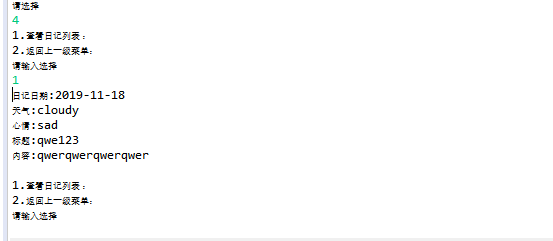 请选择
4
1.查看日记列表：
2.返回上一级菜单：
请输入选择
1
日记日期:2019-11-18
天气:cloudy
心情:sad
标题:qwe123
内容:qwerqwerqwerqwer
1.查看日记列表：
2.返回上一级菜单：
请输入选择